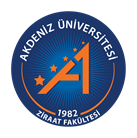 AKDENİZ ÜNİVERSİTESİ
1982
ZİRAAT FAKÜLTESİ